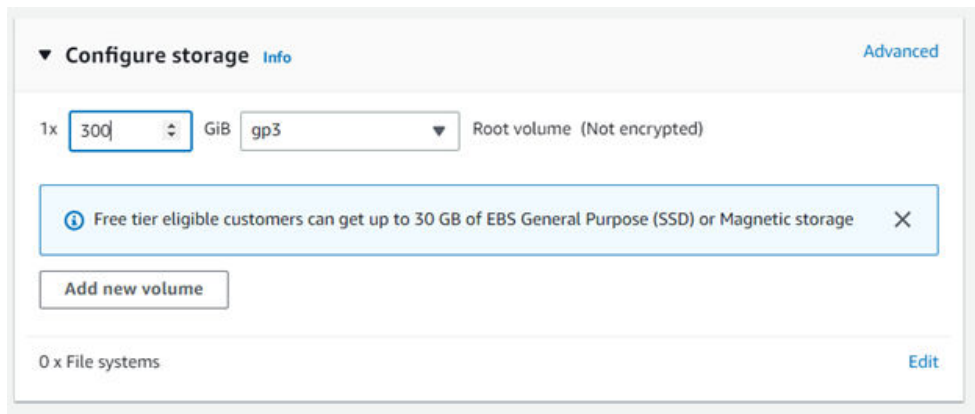 Configure storage Info Advanced
1x 300 GiB gp3 Root volume (Not encrypted)
Free tier eligible customers can get up to 30 GB of EBS General Purpose (SSD) or Magnetic storage
Add new volume
0 x File systems Edit